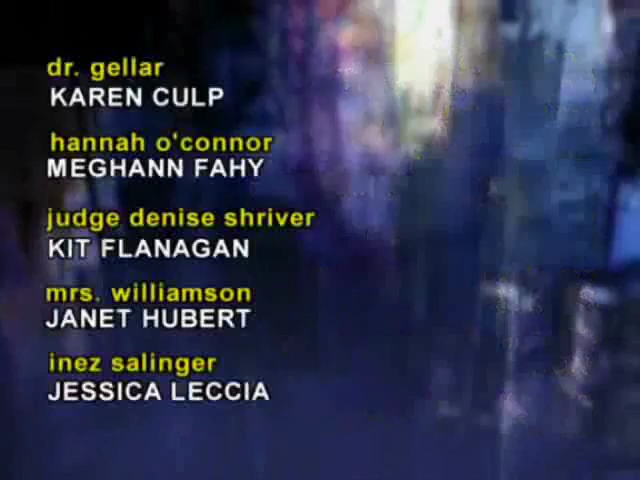 dr. gellar
KAREN CULP
hannah o'connor
MEGHANN FAHY
judge denise shriver
KIT FLANAGAN
mrs. williamson
JANET HUBERT
inez salinger
JESSICA LECCIA